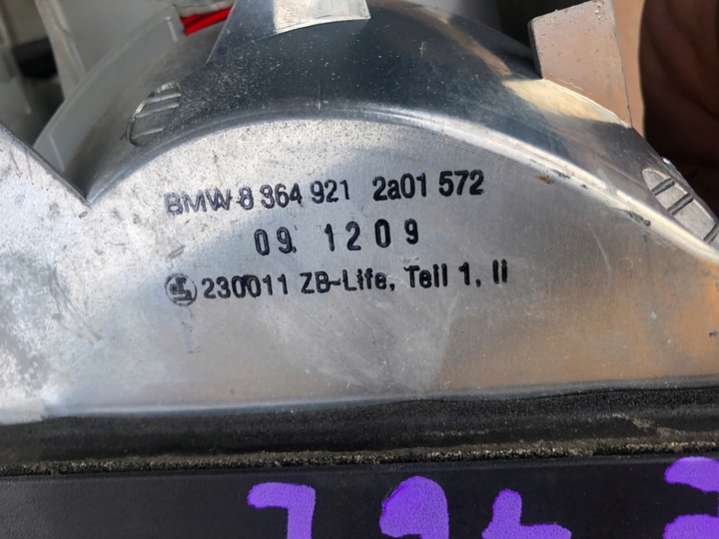 BMW 8 364 921 2a01 572
09. 1209
230011 ZB-Life, Teil 1, II